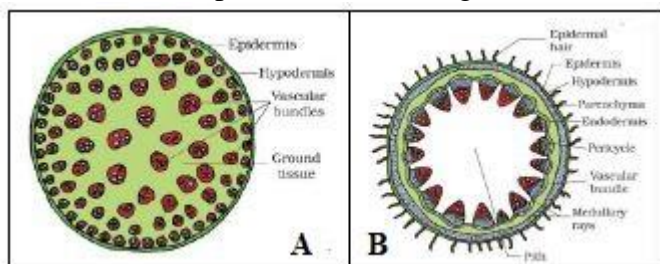 Epidermis
Hypodermis
Vascular
bundles
Ground
tissue
A
Epidermal
hair
Epidermis
Hypodermis
Parenchyma
Endodermis
Pericycle
Vascular
bundle
Medullary
rays
Pith
B